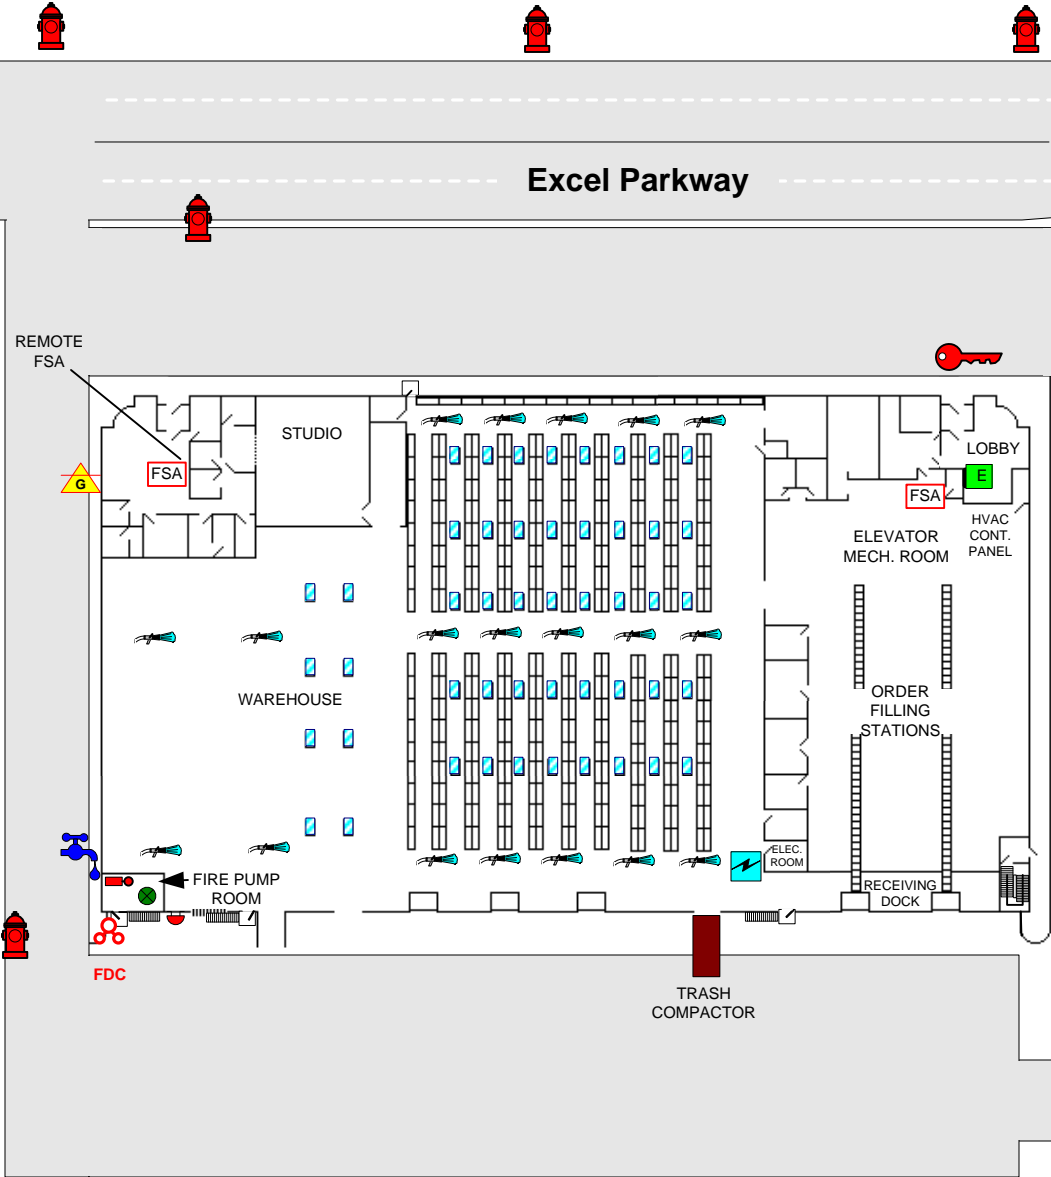 Excel Parkway
REMOTE
FSA
STUDIO
LOBBY
G
FSA
E
FSA
HVAC
CONT.
PANEL
ELEVATOR
MECH. ROOM
WAREHOUSE
ORDER
FILLING
STATIONS
ELEC.
ROOM
FIRE PUMP
ROOM
RECEIVING
DOCK
FDC
TRASH
COMPACTOR